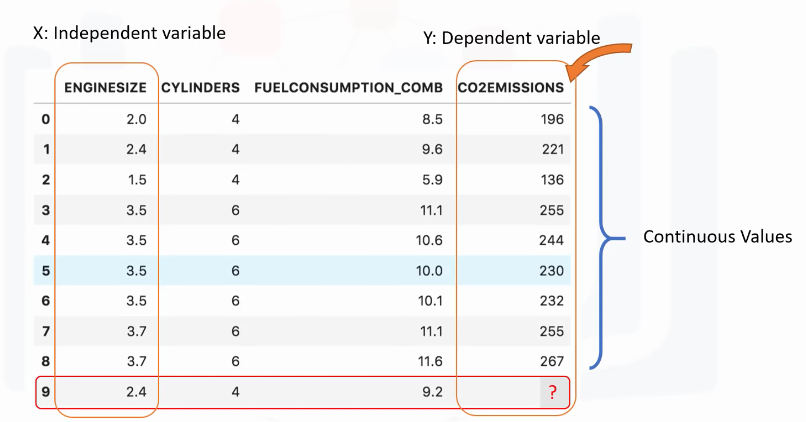 X: Independent variable
Y: Dependent variable
ENGINESIZE CYLINDERS FUELCONSUMPTION_COMB CO2EMISSIONS
0 2.0 4 8.5 196
1 2.4 4 9.6 221
2 1.5 4 5.9 136
3 3.5 6 11.1 255
4 3.5 6 10.6 244
Continuous Values
5 3.5 6 10.0 230
6 3.5 6 10.1 232
7 3.7 6 11.1 255
8 3.7 6 11.6 267
9 2.4 4 9.2 ?